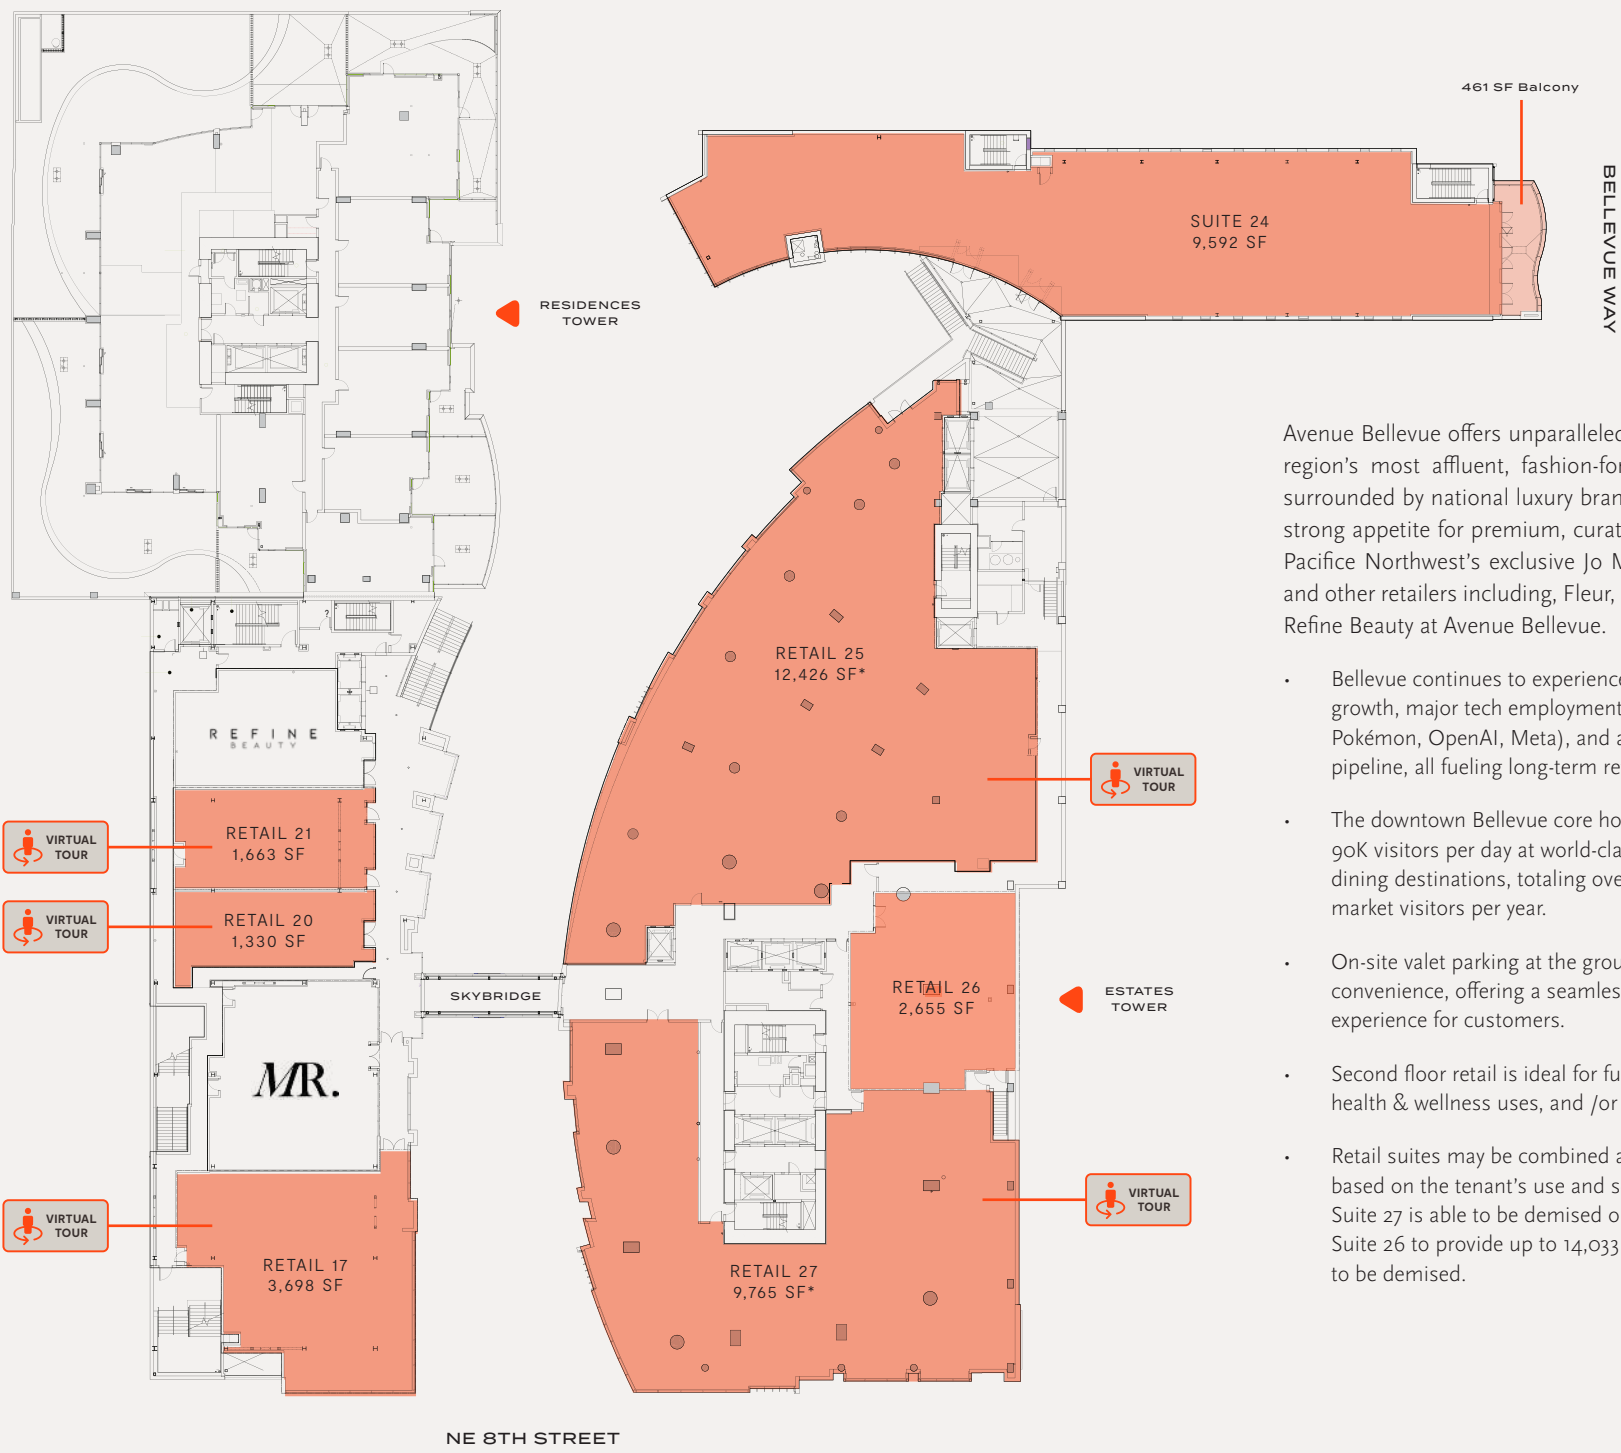 461 SF Balcony
BELLEVUE WAY
SUITE 24
9,592 SF
RESIDENCES
TOWER
RETAIL 25
12,426 SF*
VIRTUAL
TOUR
?
REFINE
BEAUTY
RETAIL 21
1,663 SF
VIRTUAL
TOUR
RETAIL 20
1,330 SF
VIRTUAL
TOUR
SKYBRIDGE
RETAIL 26
2,655 SF
ESTATES
TOWER
MR.
RETAIL 17
3,698 SF
VIRTUAL
TOUR
RETAIL 27
9,765 SF*
VIRTUAL
TOUR
NE 8TH STREET
Avenue Bellevue offers unparalleled
region's most affluent, fashion-for
surrounded by national luxury bran
strong appetite for premium, curat
Pacifice Northwest's exclusive Jo M
and other retailers including, Fleur,
Refine Beauty at Avenue Bellevue.
• Bellevue continues to experience
growth, major tech employment
Pokémon, OpenAI, Meta), and a
pipeline, all fueling long-term re
• The downtown Bellevue core ho
90K visitors per day at world-cla
dining destinations, totaling ove
market visitors per year.
• On-site valet parking at the grou
convenience, offering a seamles
experience for customers.
• Second floor retail is ideal for fu
health & wellness uses, and /or
• Retail suites may be combined a
based on the tenant's use and s
Suite 27 is able to be demised o
Suite 26 to provide up to 14,033
to be demised.